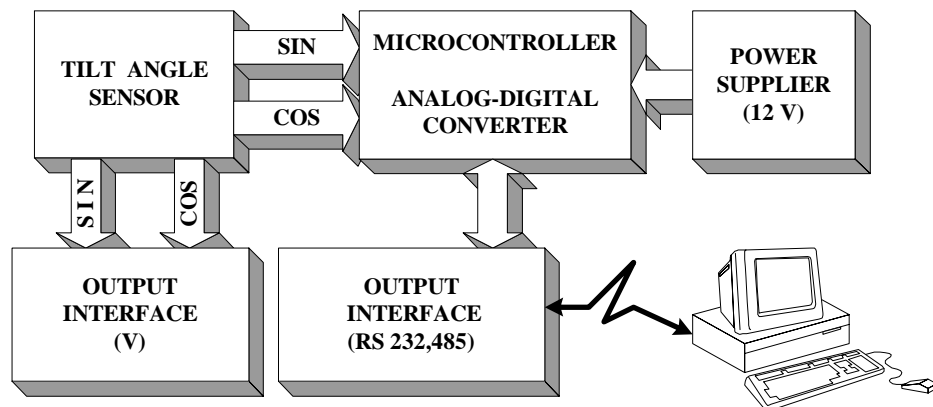 TILT ANGLE
SENSOR
SIN
COS
MICROCONTROLLER
ANALOG-DIGITAL
CONVERTER
POWER
SUPPLIER
(12 V)
SIN
COS
OUTPUT
INTERFACE
(V)
OUTPUT
INTERFACE
(RS 232,485)